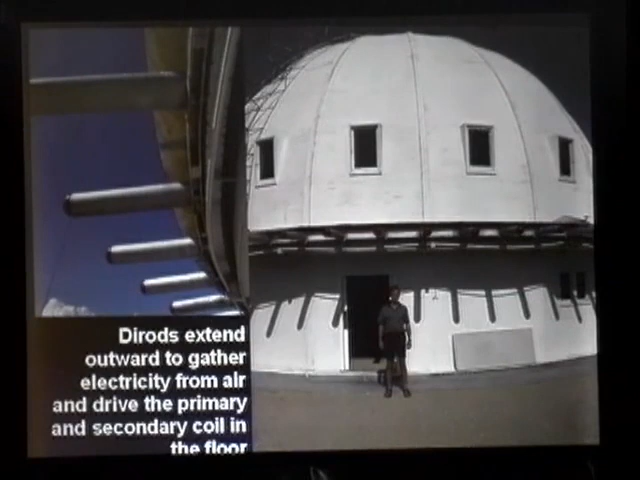 Dirods extend
outward to gather
electricity from air
and drive the primary
and secondary coil in
the floor